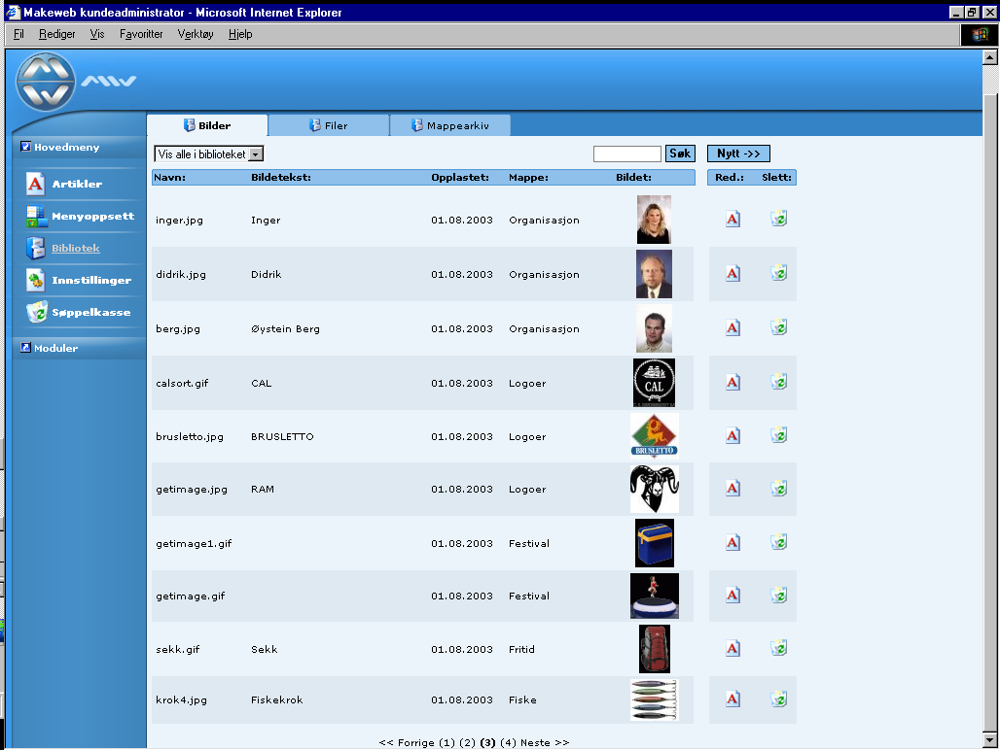 Makeweb kundeadministrator - Microsoft Internet Explorer
Fil Rediger Vis Favoritter Verktøy Hjelp
Bilder Filer Mappearkiv
Hovedmeny
Artikler
Menyoppsett
Bibliotek
Innstillinger
Søppelkasse
Moduler
Vis alle i biblioteket Søk Nytt ->>
Navn: Bildetekst: Opplastet: Mappe: Bildet: Red.: Slett:
inger.jpg Inger 01.08.2003 Organisasjon
didrik.jpg Didrik 01.08.2003 Organisasjon
berg.jpg Øystein Berg 01.08.2003 Organisasjon
calsort.gif CAL 01.08.2003 Logoer CAL
brusletto.jpg BRUSLETTO 01.08.2003 Logoer BRUSLETTO
getimage.jpg RAM 01.08.2003 Logoer
getimage1.gif 01.08.2003 Festival
getimage.gif 01.08.2003 Festival
sekk.gif Sekk 01.08.2003 Fritid
krok4.jpg Fiskekrok 01.08.2003 Fiske
<< Forrige (1) (2) (3) (4) Neste >>